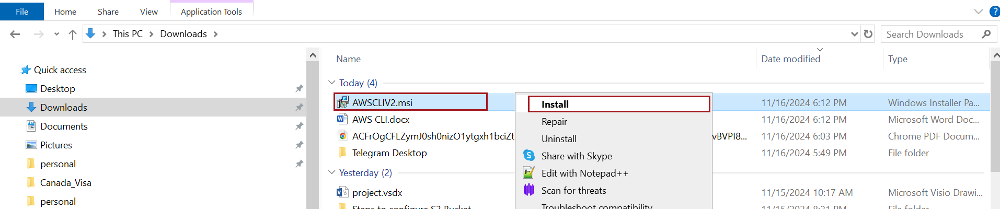 File Home Share View Application Tools
This PC Downloads Search Downloads
Name Date modified Type
Quick access
Today (4)
Desktop
AWSCLIV2.msi Install 11/16/2024 6:12 PM Windows Installer Pa...
Downloads
AWS CLI.docx Repair 11/16/2024 6:12 PM Microsoft Word Doc...
Documents
ACFrOgCFLZymJ0sh0nizO1ytgxh1bciZt Uninstall vBVPI8... 11/16/2024 6:03 PM Chrome PDF Docum...
Pictures
Telegram Desktop Share with Skype 11/16/2024 5:49 PM File folder
personal
Yesterday (2) Edit with Notepad++
Canada_Visa
project.vsdx Scan for threats 11/15/2024 10:17 AM Microsoft Visio Drawi...
personal
Steps to configure S3 Bucket Troubleshoot compatibility 11/15/2024 8:21 PM File folder